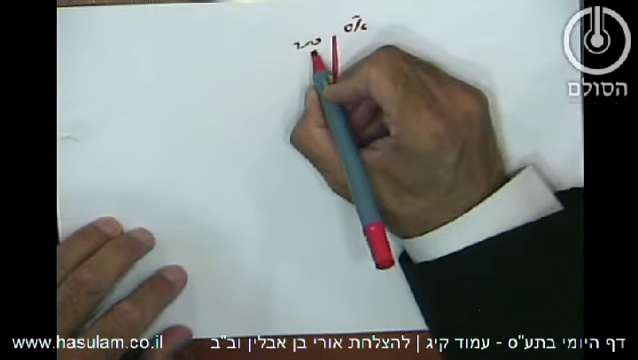 א"ס
הסולם
דף היומי בתע"ס - עמוד קיג | להצלחת אורי בן אבלין וב"ב
www.hasulam.co.il